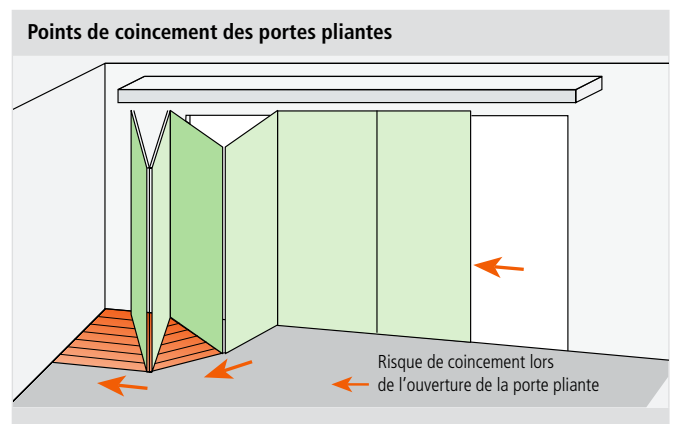 Points de coincement des portes pliantes
Risque de coincement lors
de l’ouverture de la porte pliante